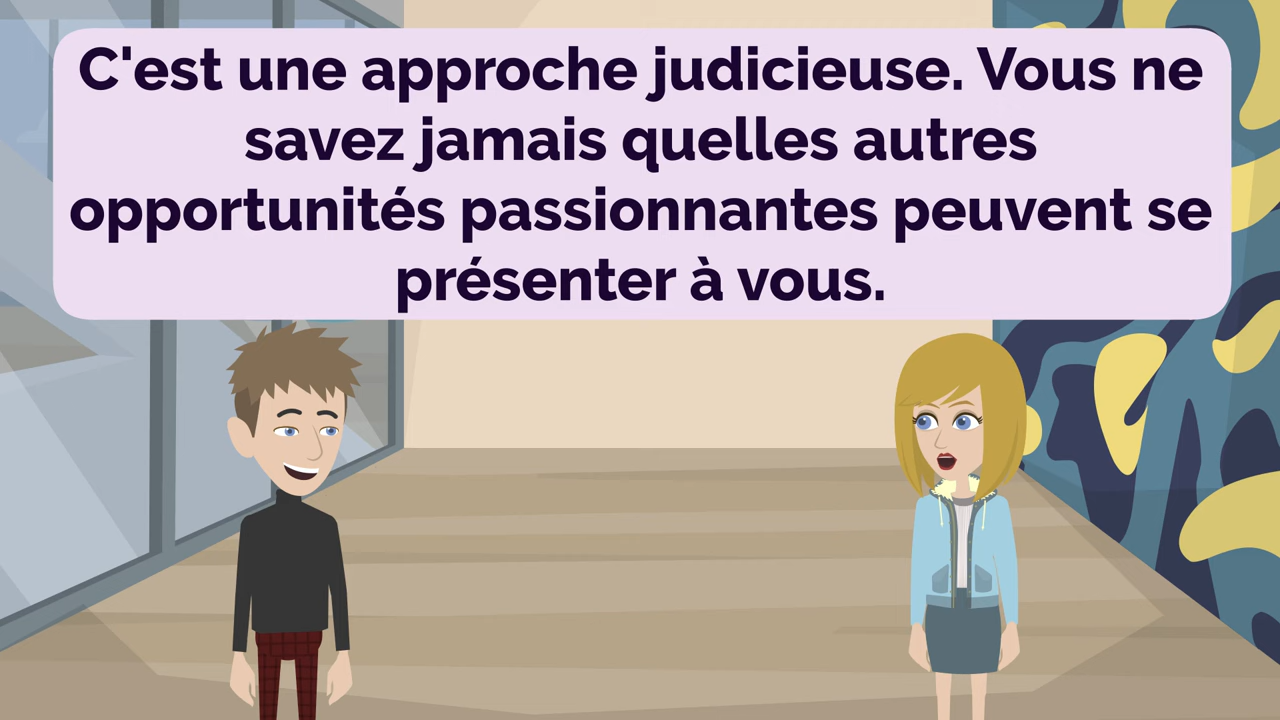 C'est une approche judicieuse. Vous ne
savez jamais quelles autres
opportunités passionnantes peuvent se
présenter à vous.